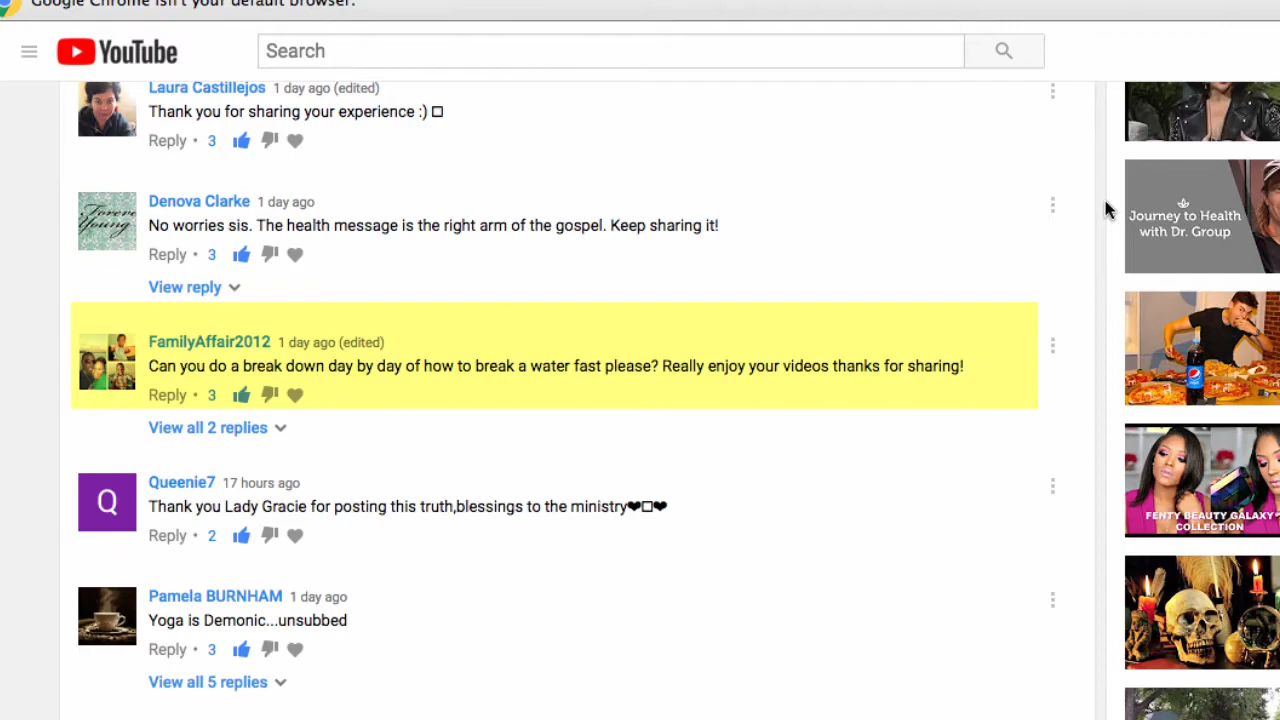 Google Chrome isn't your default browser.
YouTube
Search
Laura Castillejos 1 day ago (edited)
Thank you for sharing your experience :) □
Reply • 3
Denova Clarke 1 day ago
No worries sis. The health message is the right arm of the gospel. Keep sharing it!
Reply • 3
View reply
FamilyAffair2012 1 day ago (edited)
Can you do a break down day by day of how to break a water fast please? Really enjoy your videos thanks for sharing!
Reply • 3
View all 2 replies
Q
Queenie7 17 hours ago
Thank you Lady Gracie for posting this truth,blessings to the ministry❤□❤
Reply • 2
Pamela BURNHAM 1 day ago
Yoga is Demonic...unsubbed
Reply • 3
View all 5 replies
Forever
Young
Journey to Health
with Dr. Group
FENTY BEAUTY GALAXY
COLLECTION